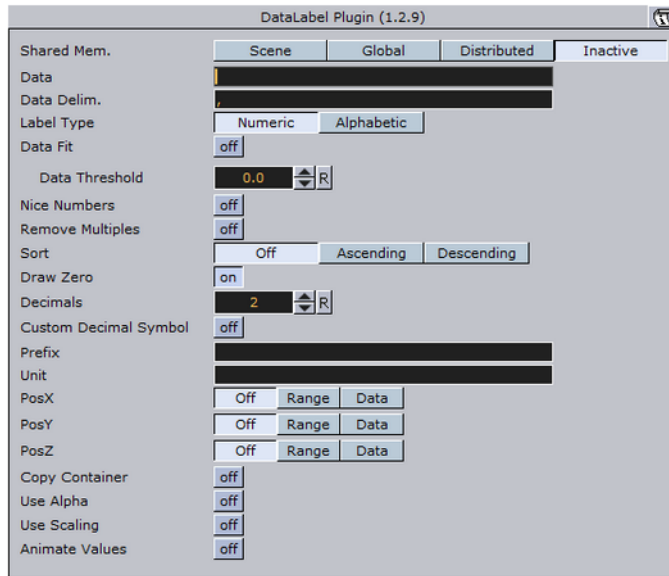 DataLabel Plugin (1.2.9)
Shared Mem. Scene Global Distributed Inactive
Data
Data Delim. ,
Label Type Numeric Alphabetic
Data Fit off
Data Threshold 0.0 R
Nice Numbers off
Remove Multiples off
Sort Off Ascending Descending
Draw Zero on
Decimals 2 R
Custom Decimal Symbol off
Prefix
Unit
PosX Off Range Data
PosY Off Range Data
PosZ Off Range Data
Copy Container off
Use Alpha off
Use Scaling off
Animate Values off